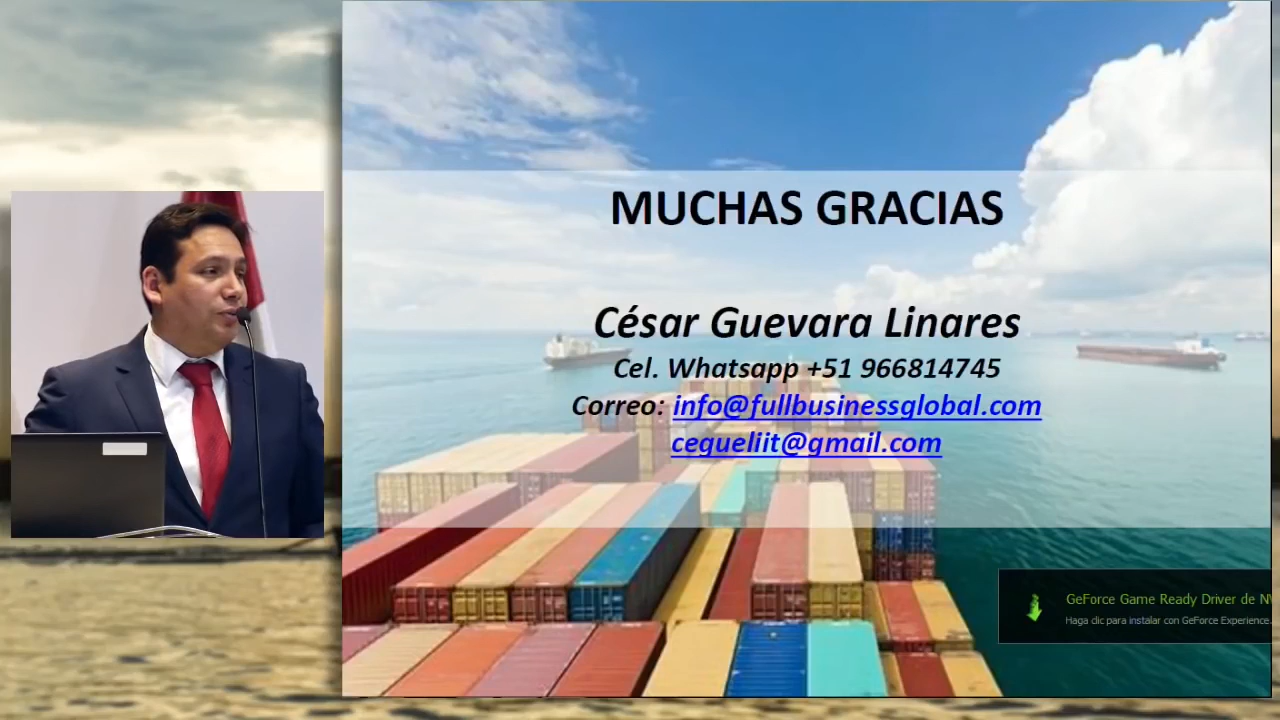 MUCHAS GRACIAS
César Guevara Linares
Cel. Whatsapp +51 966814745
Correo: info@fullbusinessglobal.com
cegueliit@gmail.com
GeForce Game Ready Driver de
Haga clic para instalar con GeForce Experience.